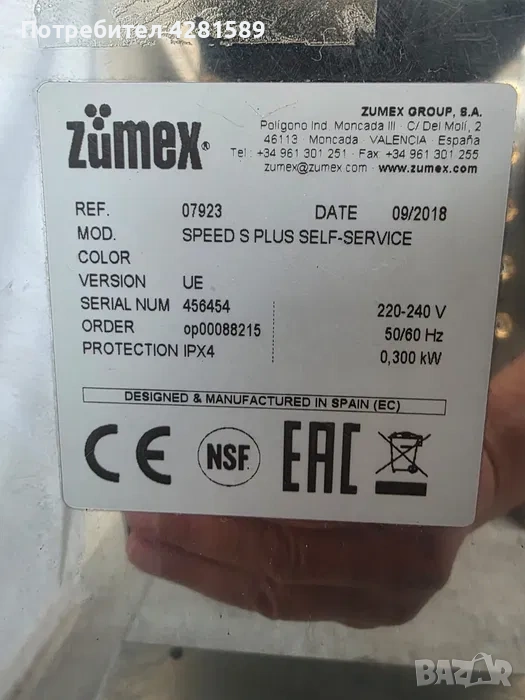 Потребител 4281589
zümex®
ZUMEX GROUP, S.A.
Polígono Ind. Moncada III · C/ Del Molí, 2
46113 · Moncada VALENCIA · España
Tel.: +34 961 301 251 · Fax: +34 961 301 255
zumex@zumex.com · www.zumex.com
REF. 07923 DATE 09/2018
MOD. SPEED S PLUS SELF-SERVICE
COLOR
VERSION UE
SERIAL NUM 456454 220-240 V
ORDER op00088215 50/60 Hz
PROTECTION IPX4 0,300 kW
DESIGNED & MANUFACTURED IN SPAIN (EC)
CE NSF EAC
BAZAR